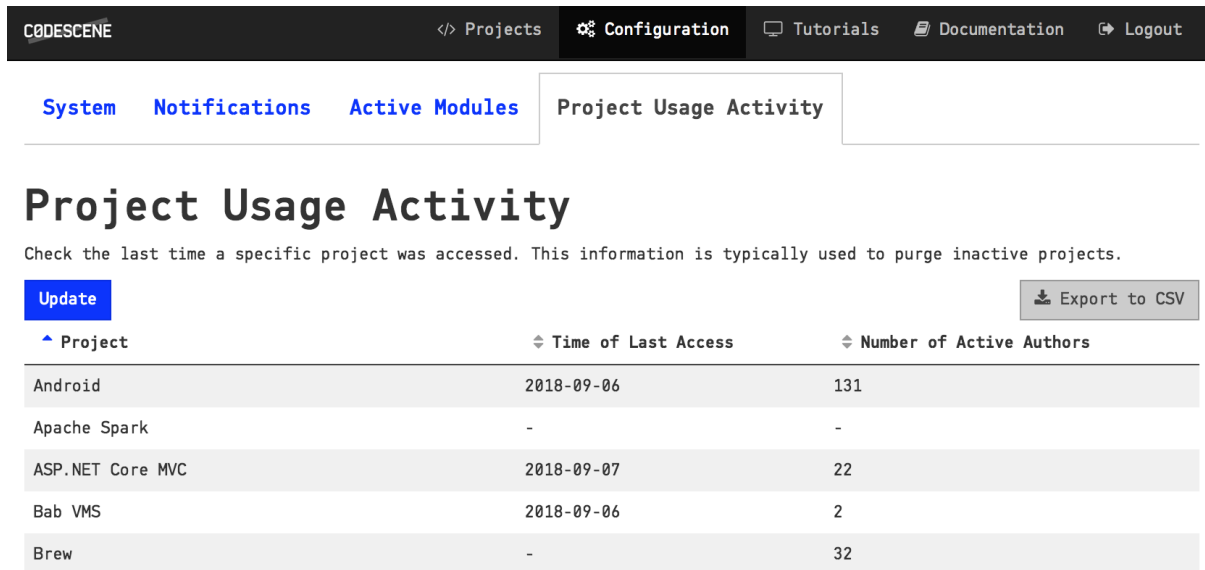 CØDESCENE </> Projects Configuration Tutorials Documentation Logout
System Notifications Active Modules Project Usage Activity
Project Usage Activity
Check the last time a specific project was accessed. This information is typically used to purge inactive projects.
Update Export to CSV
Project Time of Last Access Number of Active Authors
Android 2018-09-06 131
Apache Spark - -
ASP.NET Core MVC 2018-09-07 22
Bab VMS 2018-09-06 2
Brew - 32